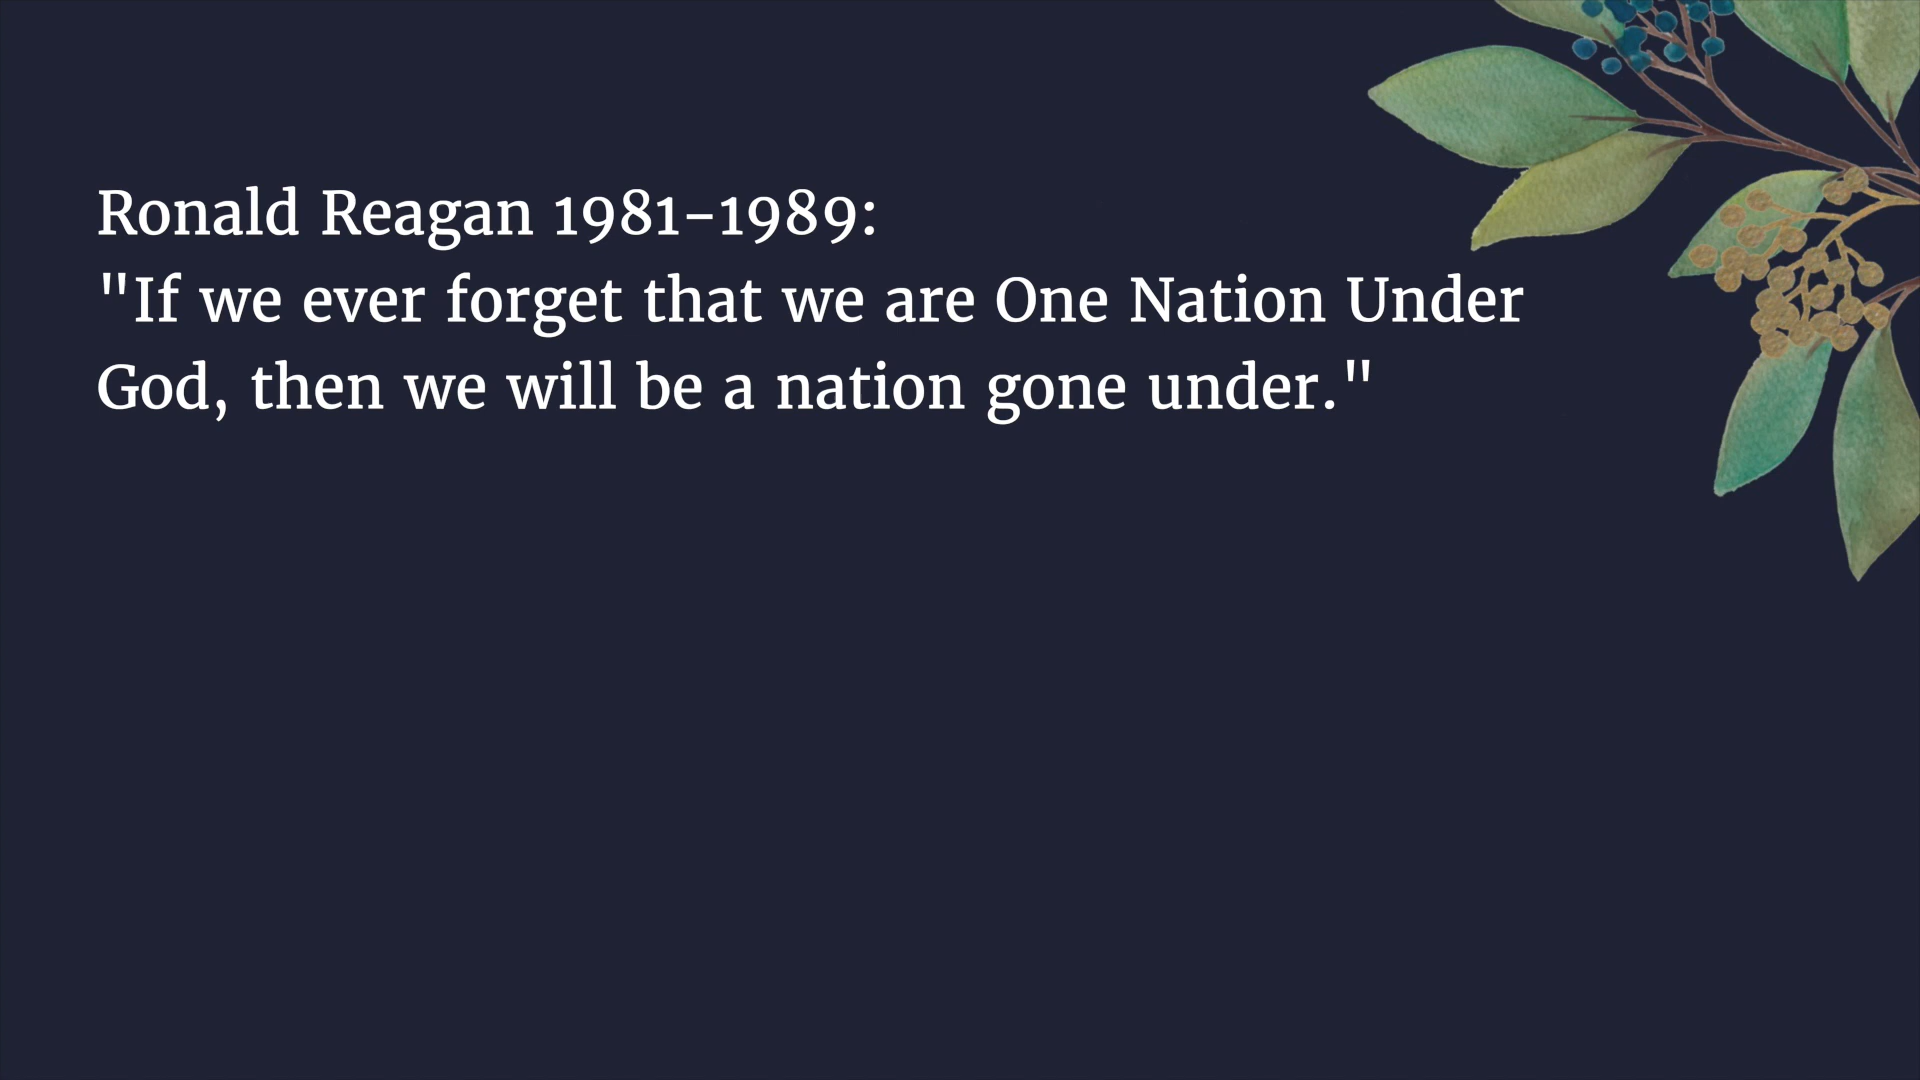 Ronald Reagan 1981–1989:
"If we ever forget that we are One Nation Under
God, then we will be a nation gone under."